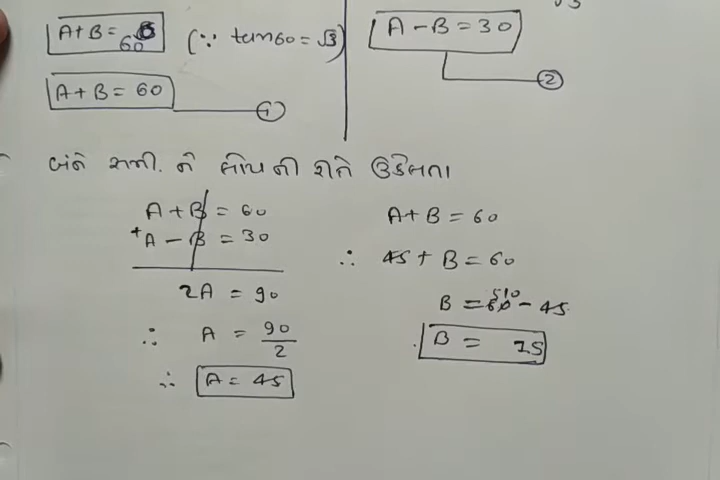 A+B = 60 (∵ tan60 = √3)
A+B = 60 ①
A-B = 30
②
બંને સમી. ને લોપ ની રીતે ઉકેલતા
A+B = 60
+A-B = 30
2A = 90
∴ A = 90/2
∴ A = 45
A+B = 60
∴ 45+B = 60
B = 60-45
B = 15